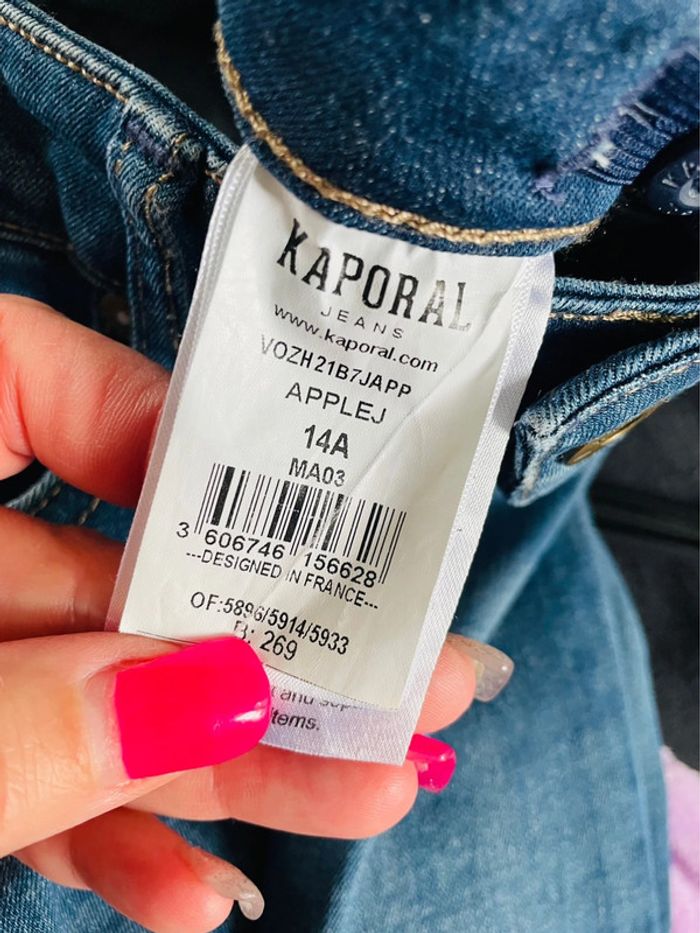 KAPORAL
JEANS
www.kaporal.com
VOZH21B7JAPP
APPLEJ
14A
MA03
3 606746 156628
---DESIGNED IN FRANCE---
OF:5896/5914/5933
B: 269
and
items.